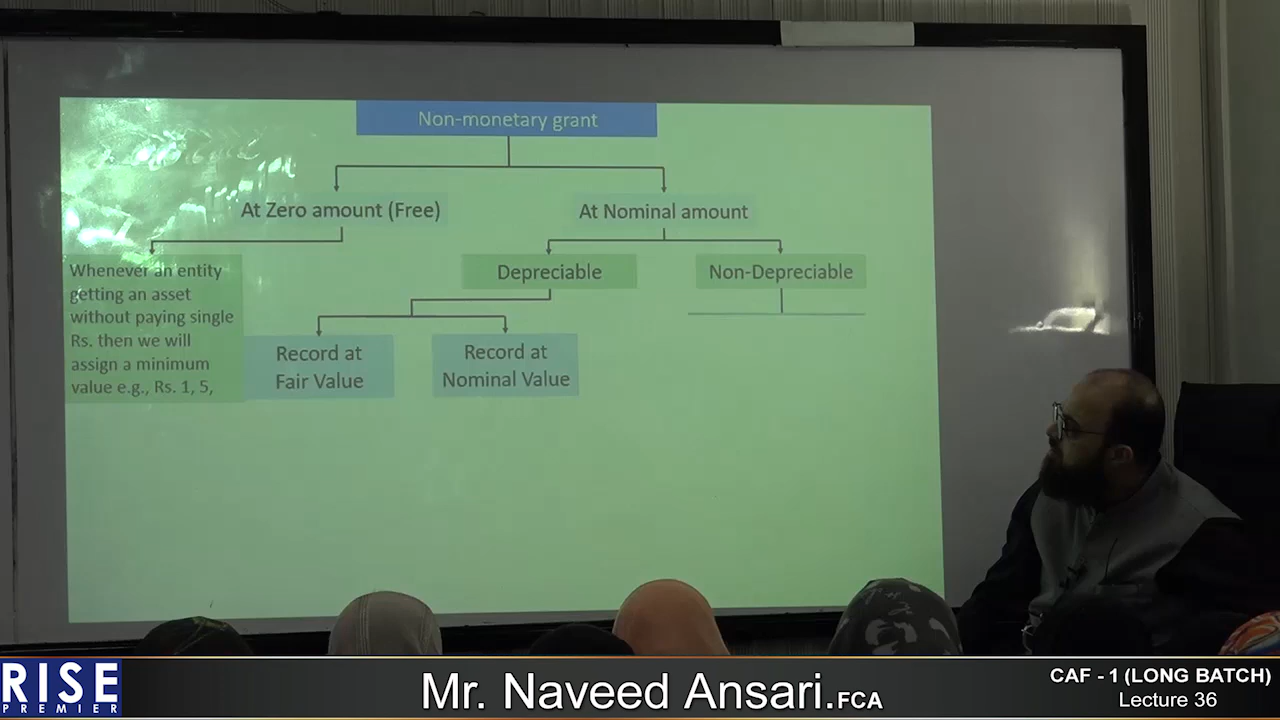 Non-monetary grant
At Zero amount (Free)
At Nominal amount
Whenever an entity
getting an asset
without paying single
Rs. then we will
assign a minimum
value e.g., Rs. 1, 5,
Depreciable
Non-Depreciable
Record at
Fair Value
Record at
Nominal Value
RISE
PREMIER
Mr. Naveed Ansari.FCA
CAF - 1 (LONG BATCH)
Lecture 36